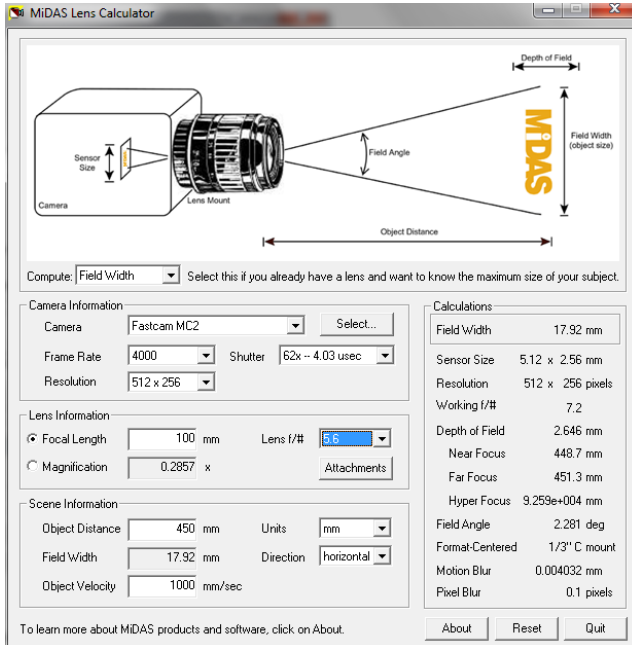 MiDAS Lens Calculator
Depth of Field
Sensor
Size
Camera
Lens Mount
Field Angle
MiDAS
Field Width
(object size)
Object Distance
Compute: Field Width Select this if you already have a lens and want to know the maximum size of your subject.
Camera Information
Camera Fastcam MC2 Select...
Frame Rate 4000 Shutter 62x -- 4.03 usec
Resolution 512 x 256
Lens Information
Focal Length 100 mm Lens f/# 5.6
Magnification 0.2857 x Attachments
Scene Information
Object Distance 450 mm Units mm
Field Width 17.92 mm Direction horizontal
Object Velocity 1000 mm/sec
Calculations
Field Width 17.92 mm
Sensor Size 5.12 x 2.56 mm
Resolution 512 x 256 pixels
Working f/# 7.2
Depth of Field 2.646 mm
Near Focus 448.7 mm
Far Focus 451.3 mm
Hyper Focus 9.259e+004 mm
Field Angle 2.281 deg
Format-Centered 1/3" C mount
Motion Blur 0.004032 mm
Pixel Blur 0.1 pixels
To learn more about MiDAS products and software, click on About.
About Reset Quit